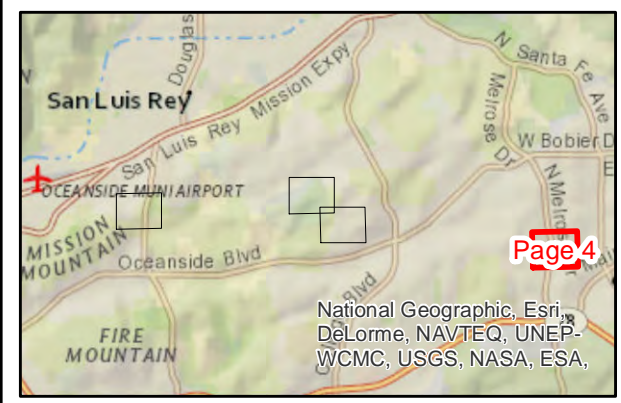 Douglas
San Luis Rey
San Luis Rey Mission Expy
N Santa Fe Ave
Melrose Dr
W Bobier D
E
OCEANSIDE MUNI AIRPORT
N Melrose
Page 4
MISSION
MOUNTAIN
Oceanside Blvd
Blvd
FIRE
MOUNTAIN
National Geographic, Esri,
DeLorme, NAVTEQ, UNEP-
WCMC, USGS, NASA, ESA,